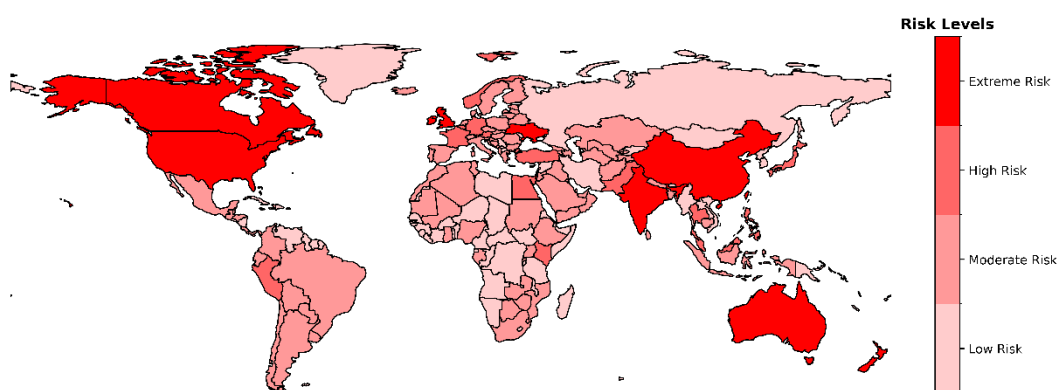 Risk Levels
Extreme Risk
High Risk
Moderate Risk
Low Risk